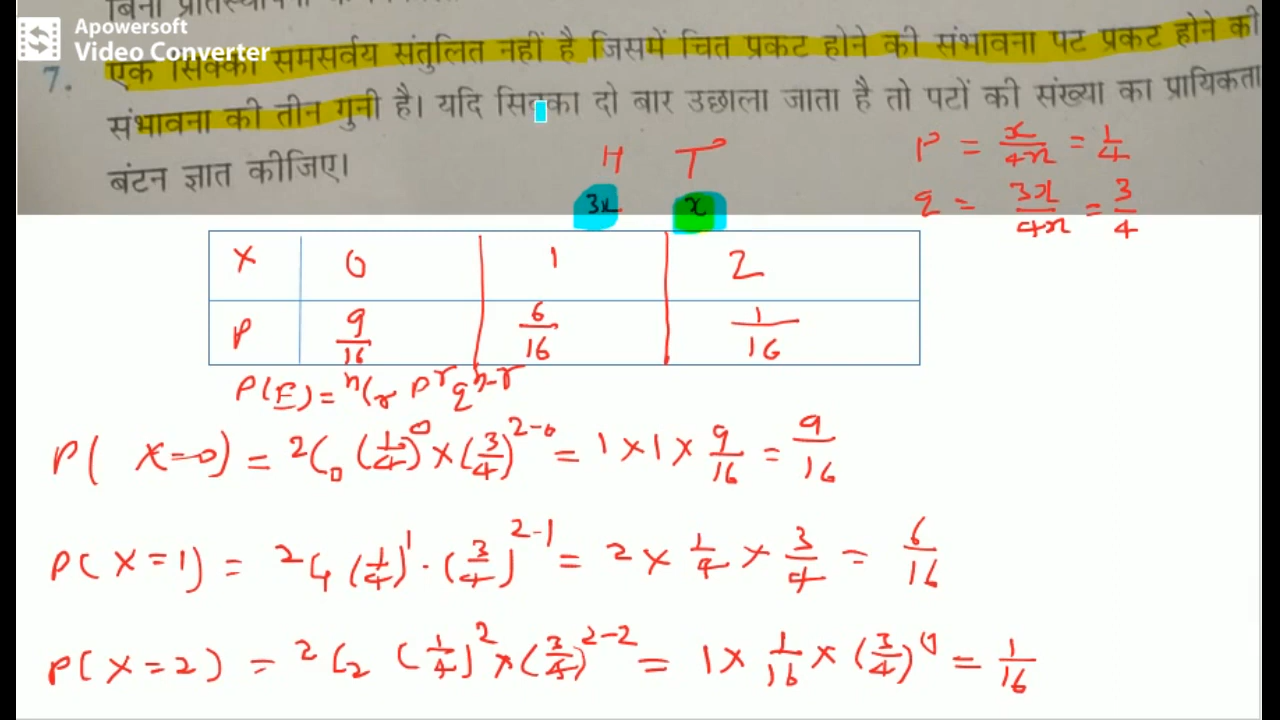 बिना प्रतिस्थापना के
Apowersoft
Video Converter
7. एक सिक्का समसर्वय संतुलित नहीं है जिसमें चित प्रकट होने की संभावना पट प्रकट होने की
संभावना की तीन गुनी है। यदि सिक्का दो बार उछाला जाता है तो पटों की संख्या का प्रायिकता
बंटन ज्ञात कीजिए।
H T
3x x
P = x/4x = 1/4
q = 3x/4x = 3/4
X 0 1 2
P 9/16 6/16 1/16
P(E) = ⁿCᵣ pʳ qⁿ⁻ʳ
P( X=0) = ²C₀ (1/4)⁰ × (3/4)²⁻⁰ = 1 × 1 × 9/16 = 9/16
P( X=1) = ²C₁ (1/4)¹ · (3/4)²⁻¹ = 2 × 1/4 × 3/4 = 6/16
P( X=2) = ²C₂ (1/4)² × (3/4)²⁻² = 1 × 1/16 × (3/4)⁰ = 1/16